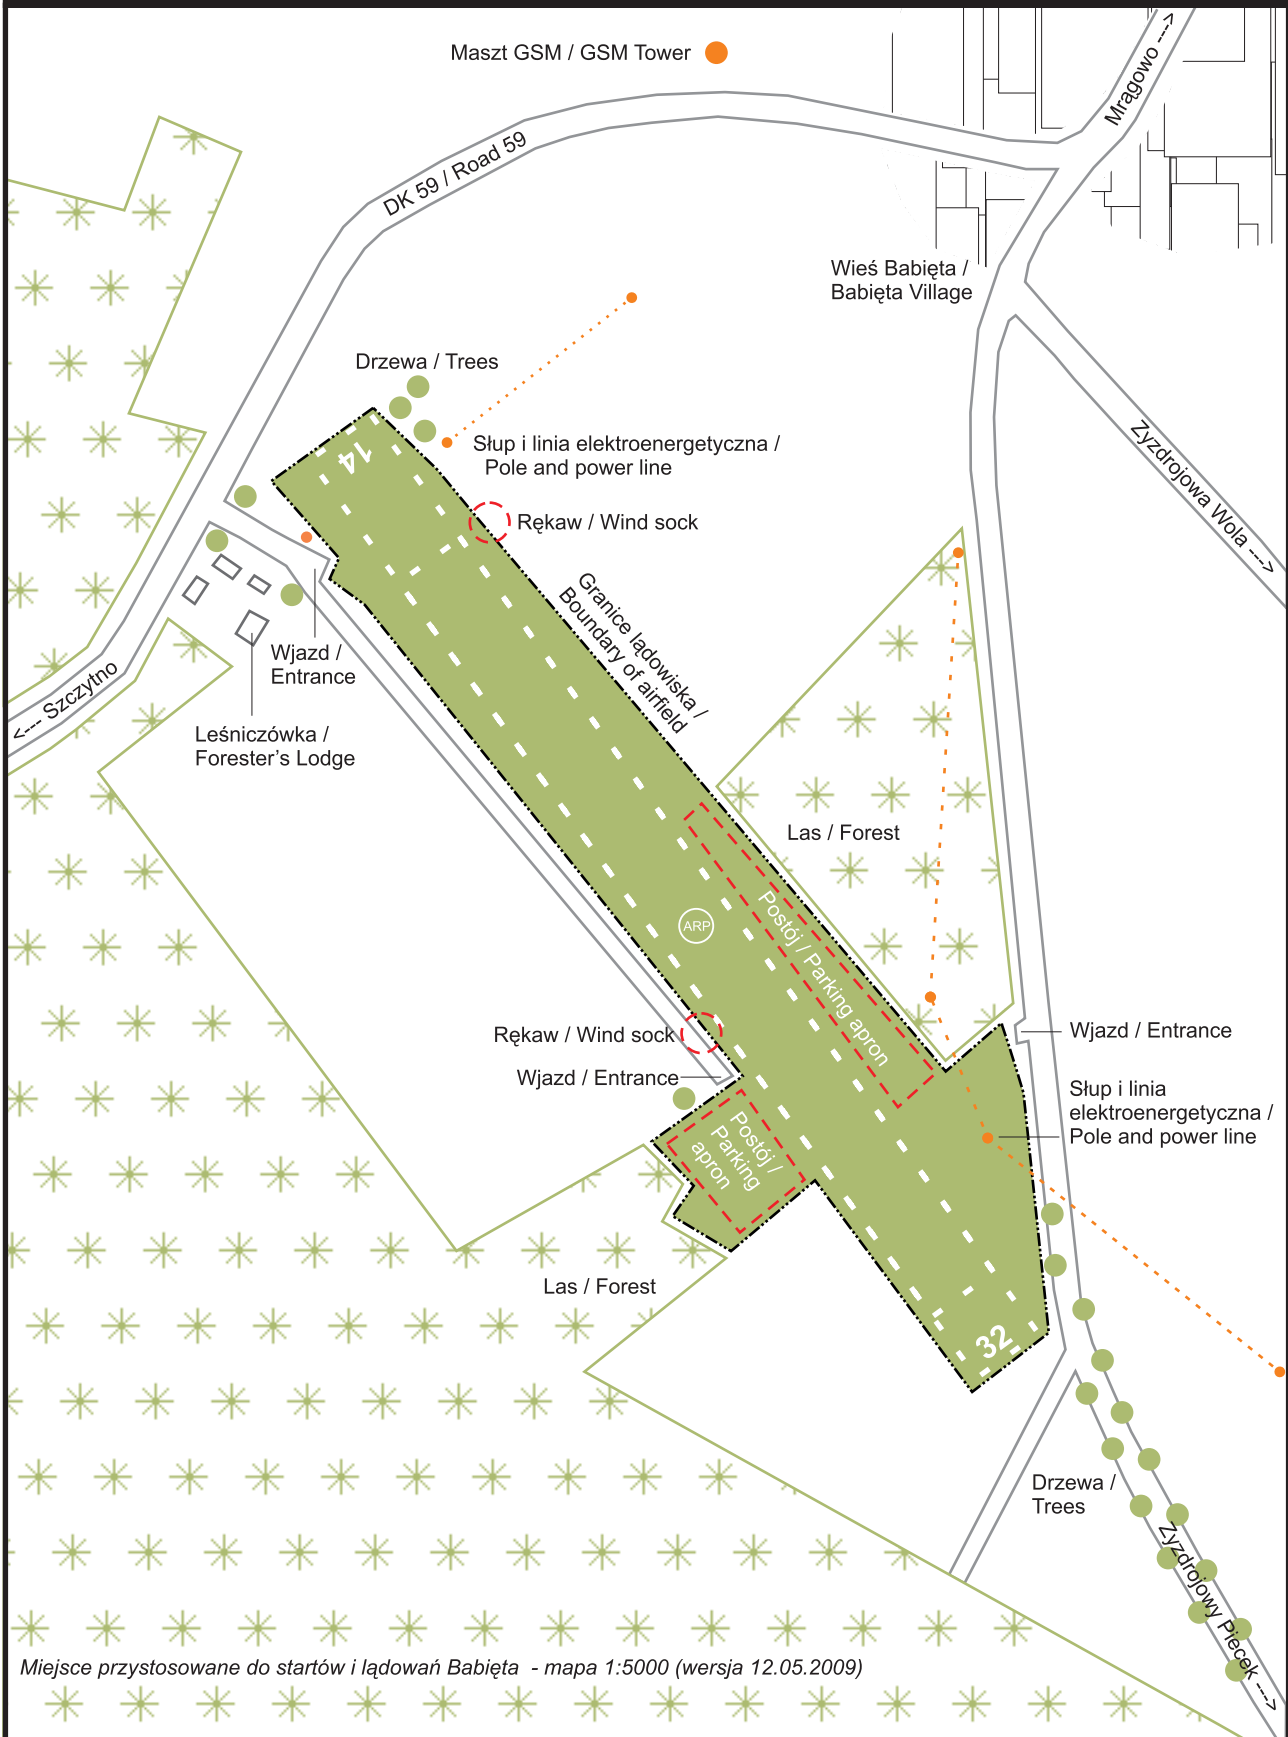 Maszt GSM / GSM Tower
Mrągowo --->
DK 59 / Road 59
Wieś Babięta /
Babięta Village
Drzewa / Trees
14
Słup i linia elektroenergetyczna /
Pole and power line
Zyzdrojowa Wola --->
Rękaw / Wind sock
Granice lądowiska /
Boundary of airfield
Wjazd /
Entrance
<--- Szczytno
Leśniczówka /
Forester's Lodge
Las / Forest
ARP
Postój / Parking apron
Rękaw / Wind sock
Wjazd / Entrance
Wjazd / Entrance
Słup i linia
elektroenergetyczna /
Pole and power line
Postój /
Parking
apron
Las / Forest
32
Drzewa /
Trees
Zyzdrojowy Piecek --->
Miejsce przystosowane do startów i lądowań Babięta - mapa 1:5000 (wersja 12.05.2009)